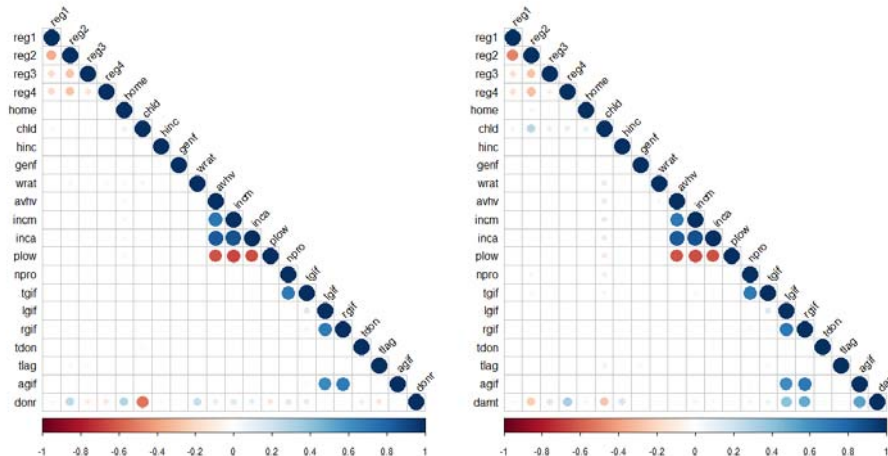 reg1
reg1
reg2
reg2
reg3
reg3
reg4
reg4
home
home
chld
chld
hinc
hinc
genf
genf
wrat
wrat
avhv
avhv
incm
incm
inca
inca
plow
plow
npro
npro
tgif
tgif
lgif
lgif
rgif
rgif
tdon
tdon
tlag
tlag
agif
agif
donr
donr
-1 -0.8 -0.6 -0.4 -0.2 0 0.2 0.4 0.6 0.8 1
reg1
reg1
reg2
reg2
reg3
reg3
reg4
reg4
home
home
chld
chld
hinc
hinc
genf
genf
wrat
wrat
avhv
avhv
incm
incm
inca
inca
plow
plow
npro
npro
tgif
tgif
lgif
lgif
rgif
rgif
tdon
tdon
tlag
tlag
agif
agif
damt
-1 -0.8 -0.6 -0.4 -0.2 0 0.2 0.4 0.6 0.8 1